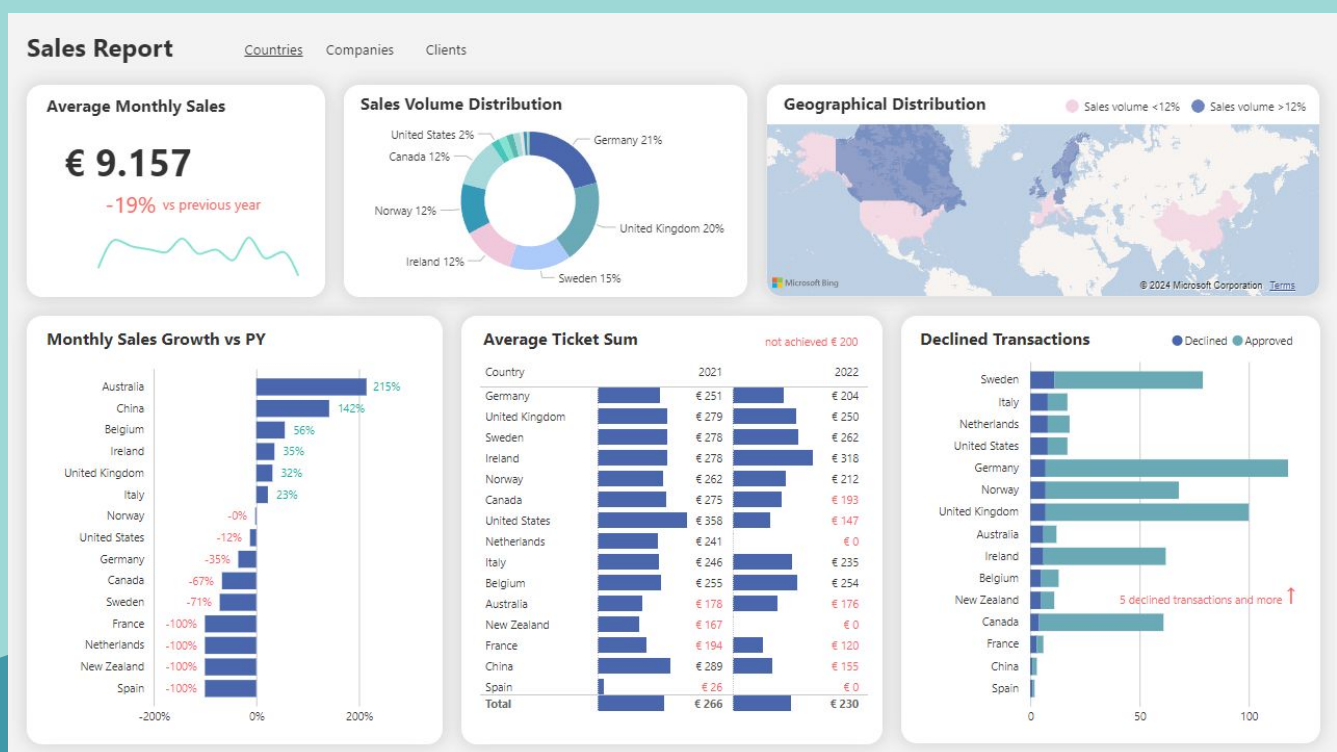 Sales Report
Countries Companies Clients
Average Monthly Sales
€ 9.157
-19% vs previous year
Sales Volume Distribution
United States 2%
Germany 21%
Canada 12%
Norway 12%
United Kingdom 20%
Ireland 12%
Sweden 15%
Geographical Distribution
Sales volume <12% Sales volume >12%
Microsoft Bing
© 2024 Microsoft Corporation Terms
Monthly Sales Growth vs PY
Australia 215%
China 142%
Belgium 56%
Ireland 35%
United Kingdom 32%
Italy 23%
Norway -0%
United States -12%
Germany -35%
Canada -67%
Sweden -71%
France -100%
Netherlands -100%
New Zealand -100%
Spain -100%
-200% 0% 200%
Average Ticket Sum
not achieved € 200
Country 2021 2022
Germany € 251 € 204
United Kingdom € 279 € 250
Sweden € 278 € 262
Ireland € 278 € 318
Norway € 262 € 212
Canada € 275 € 193
United States € 358 € 147
Netherlands € 241 € 0
Italy € 246 € 235
Belgium € 255 € 254
Australia € 178 € 176
New Zealand € 167 € 0
France € 194 € 120
China € 289 € 155
Spain € 26 € 0
Total € 266 € 230
Declined Transactions
Declined Approved
Sweden
Italy
Netherlands
United States
Germany
Norway
United Kingdom
Australia
Ireland
Belgium
New Zealand
5 declined transactions and more ↑
Canada
France
China
Spain
0 50 100